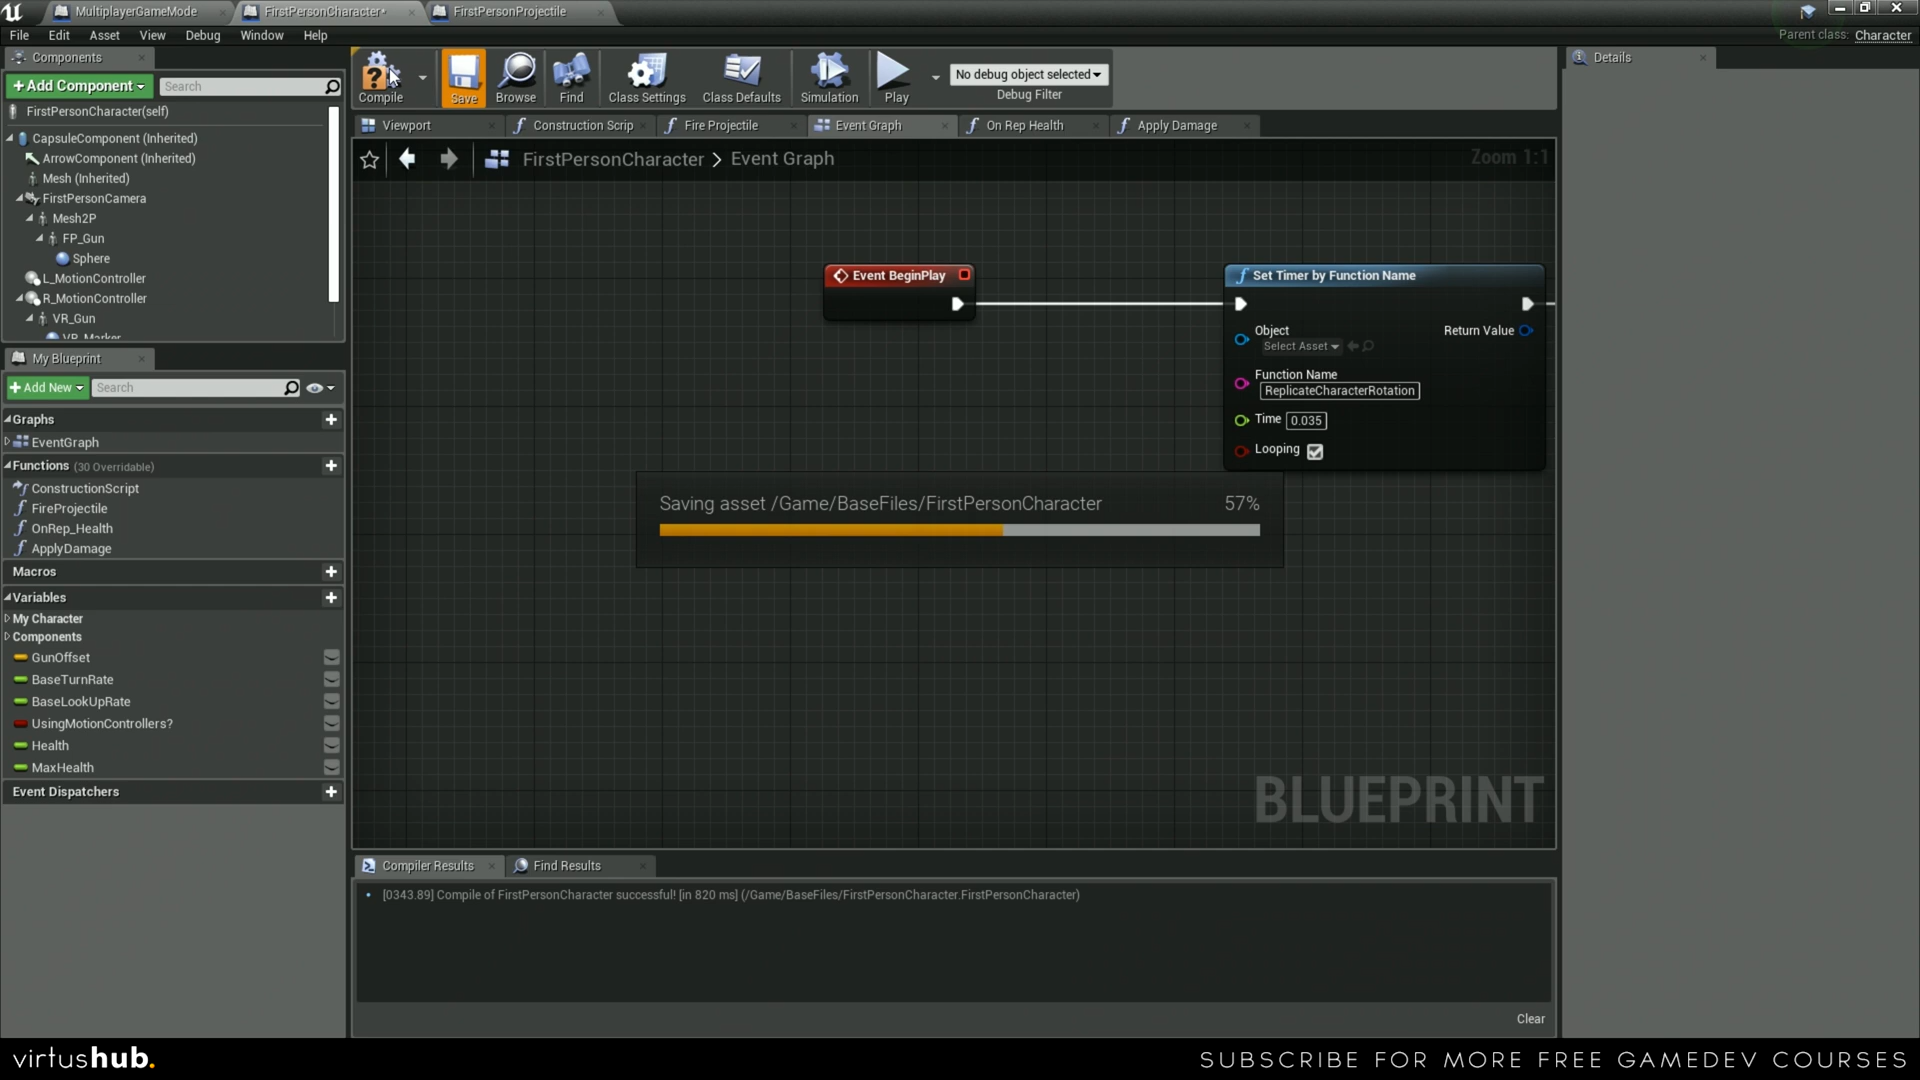 MultiplayerGameMode
FirstPersonCharacter*
FirstPersonProjectile
File Edit Asset View Debug Window Help
Parent class: Character
Components
+Add Component
Search
FirstPersonCharacter(self)
CapsuleComponent (Inherited)
ArrowComponent (Inherited)
Mesh (Inherited)
FirstPersonCamera
Mesh2P
FP_Gun
Sphere
L_MotionController
R_MotionController
VR_Gun
VR_Marker
My Blueprint
+Add New
Search
Graphs
EventGraph
Functions (30 Overridable)
ConstructionScript
FireProjectile
OnRep_Health
ApplyDamage
Macros
Variables
My Character
Components
GunOffset
BaseTurnRate
BaseLookUpRate
UsingMotionControllers?
Health
MaxHealth
Event Dispatchers
Compile
Save
Browse
Find
Class Settings
Class Defaults
Simulation
Play
No debug object selected
Debug Filter
Viewport
Construction Scrip
Fire Projectile
Event Graph
On Rep Health
Apply Damage
FirstPersonCharacter > Event Graph
Zoom 1:1
Event BeginPlay
Set Timer by Function Name
Object
Select Asset
Return Value
Function Name
ReplicateCharacterRotation
Time 0.035
Looping
Saving asset /Game/BaseFiles/FirstPersonCharacter 57%
BLUEPRINT
Compiler Results
Find Results
[0343.89] Compile of FirstPersonCharacter successful! [in 820 ms] (/Game/BaseFiles/FirstPersonCharacter.FirstPersonCharacter)
Clear
Details
virtushub.
SUBSCRIBE FOR MORE FREE GAMEDEV COURSES